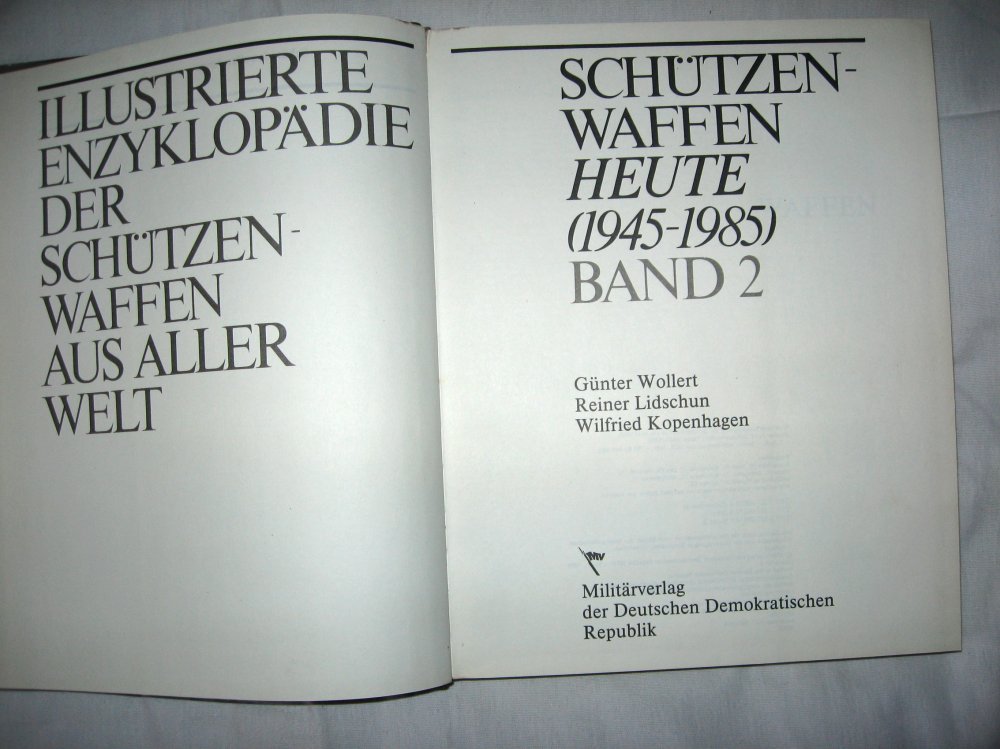 ILLUSTRIERTE
ENZYKLOPÄDIE
DER
SCHÜTZEN-
WAFFEN
AUS ALLER
WELT
SCHÜTZEN-
WAFFEN
HEUTE
(1945-1985)
BAND 2
Günter Wollert
Reiner Lidschun
Wilfried Kopenhagen
MV
Militärverlag
der Deutschen Demokratischen
Republik